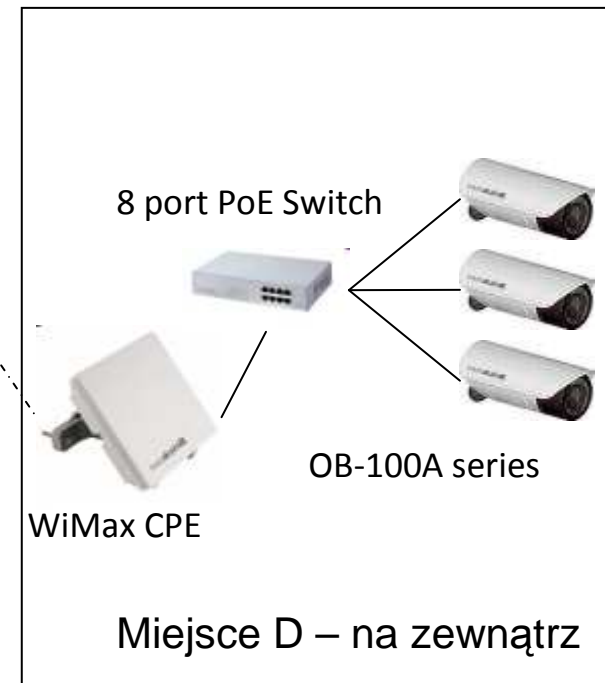 8 port PoE Switch
OB-100A series
WiMax CPE
Miejsce D – na zewnątrz